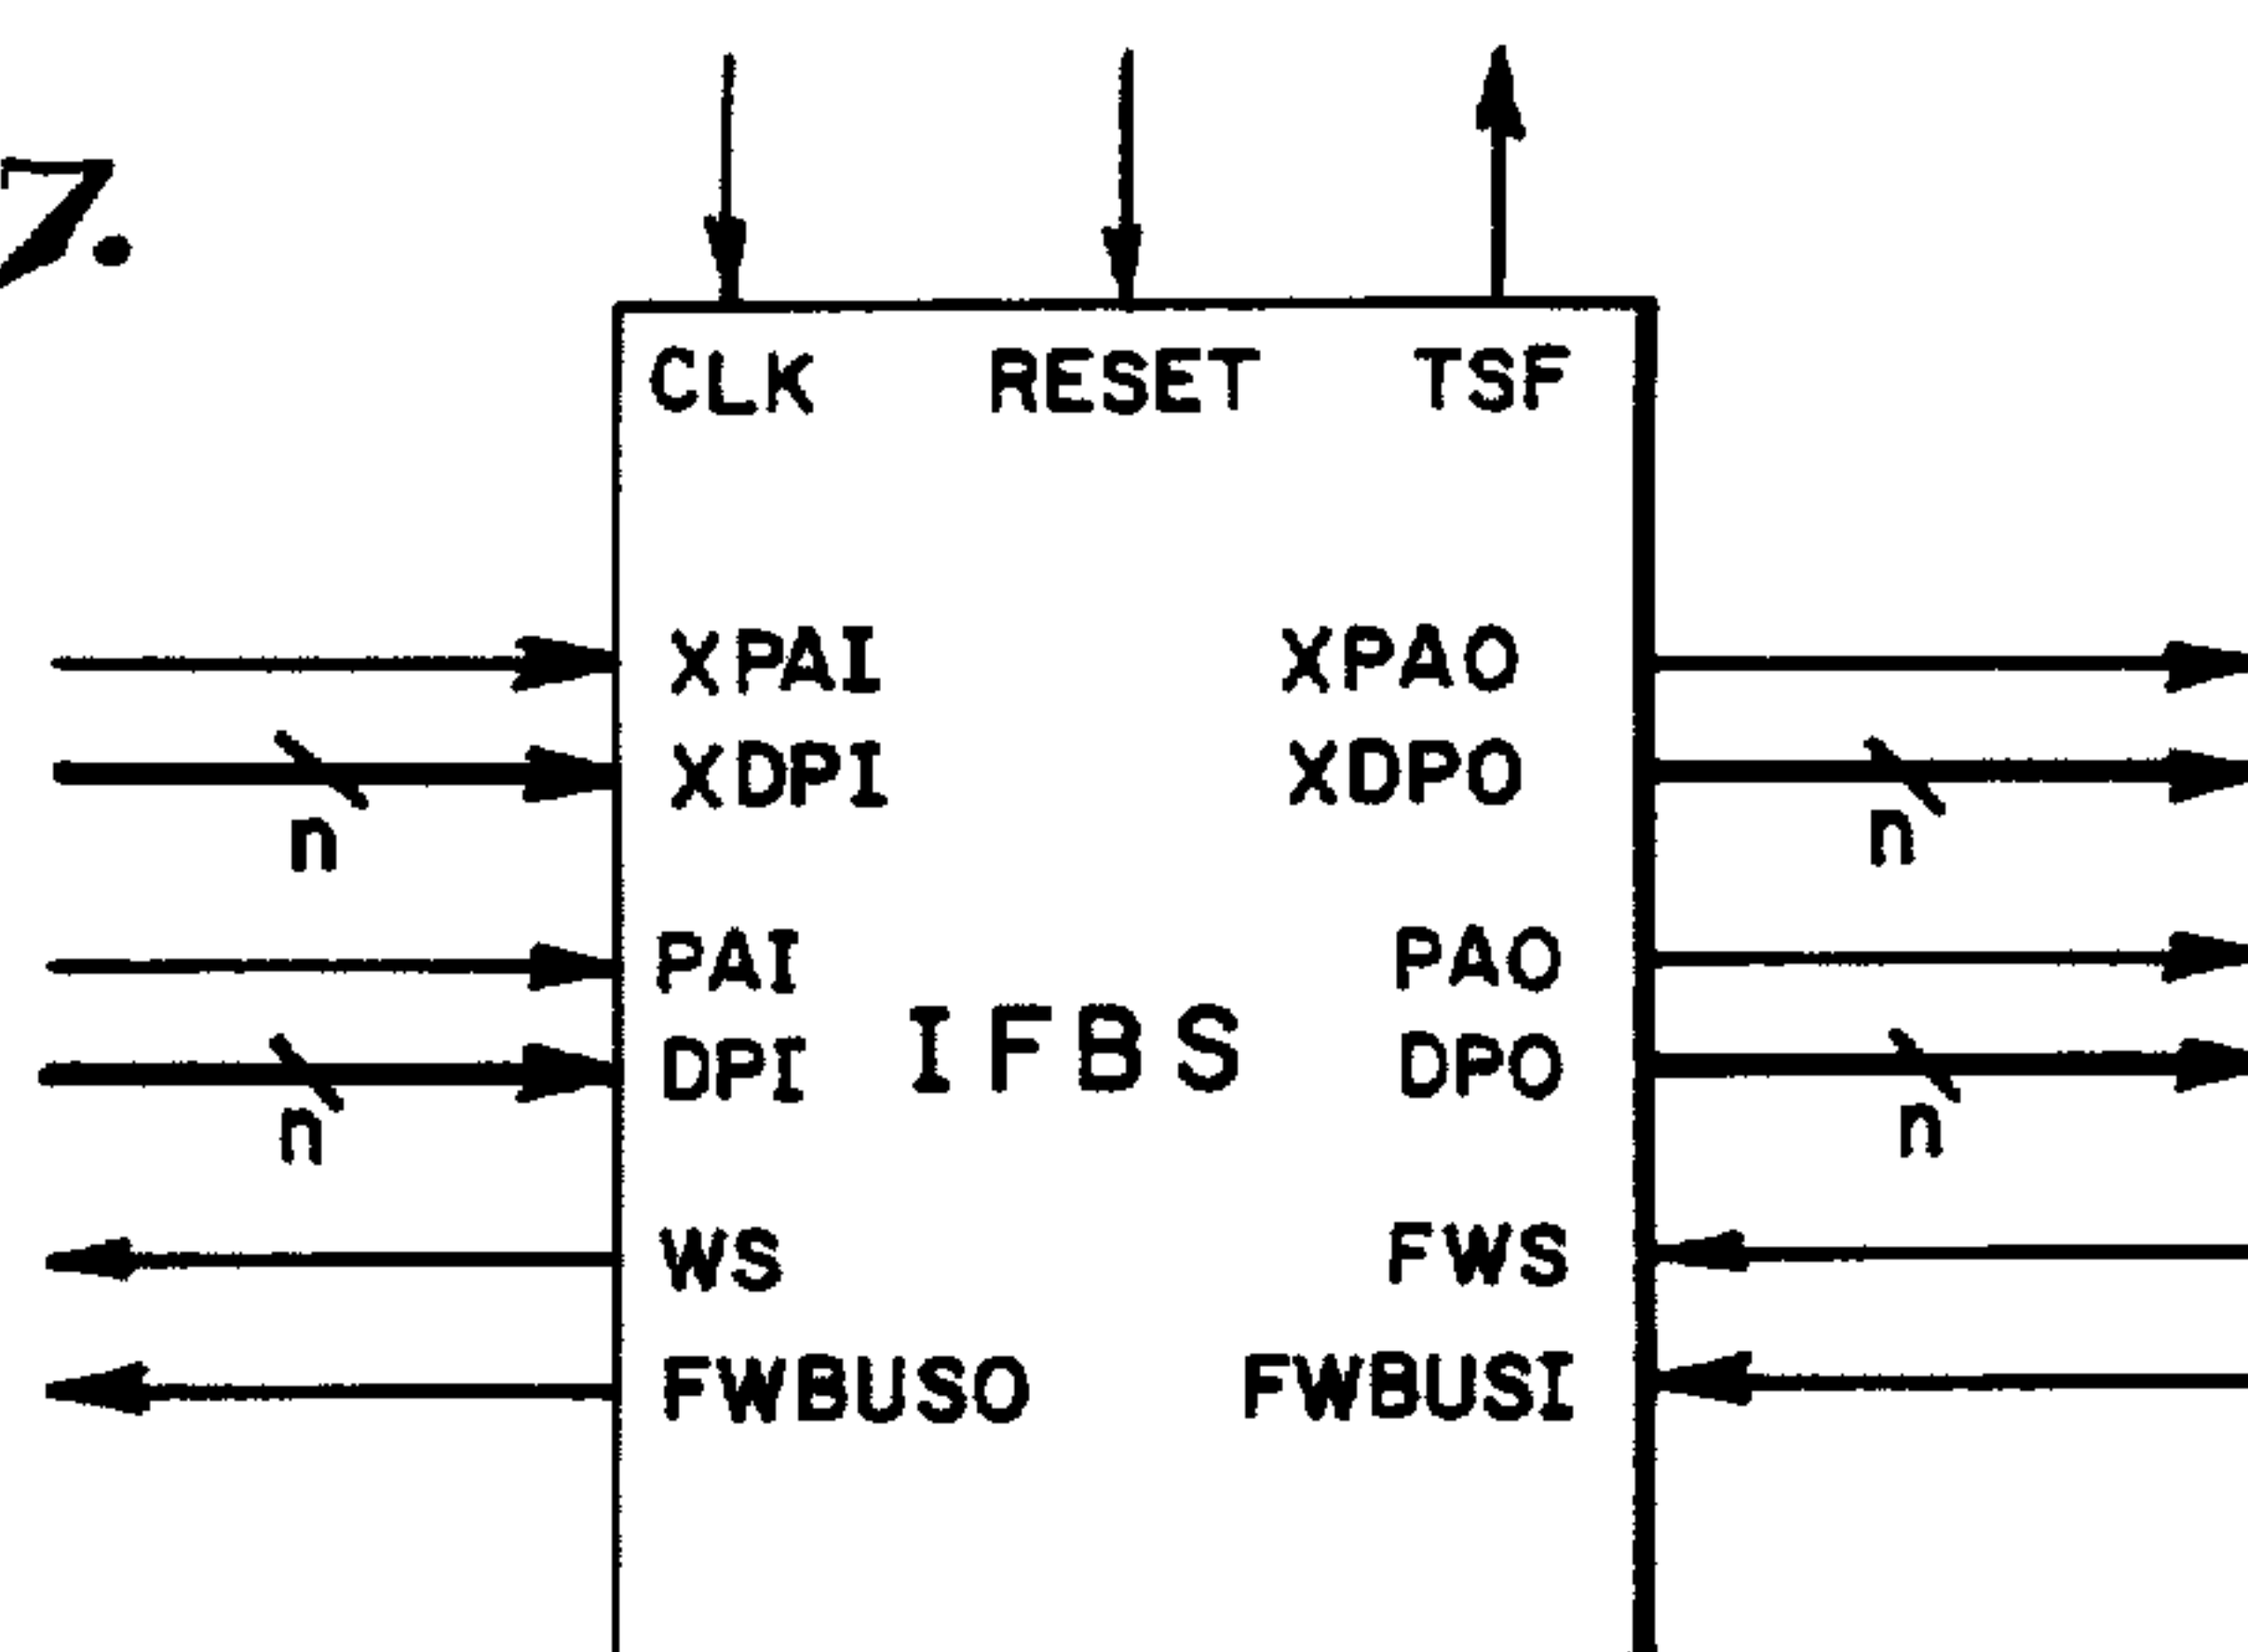 7.
CLK RESET TSF
XPAI XPAO
XDPI XDPO
n n
PAI PAO
IFBS
DPI DPO
n n
WS FWS
FWBUSO FWBUSI